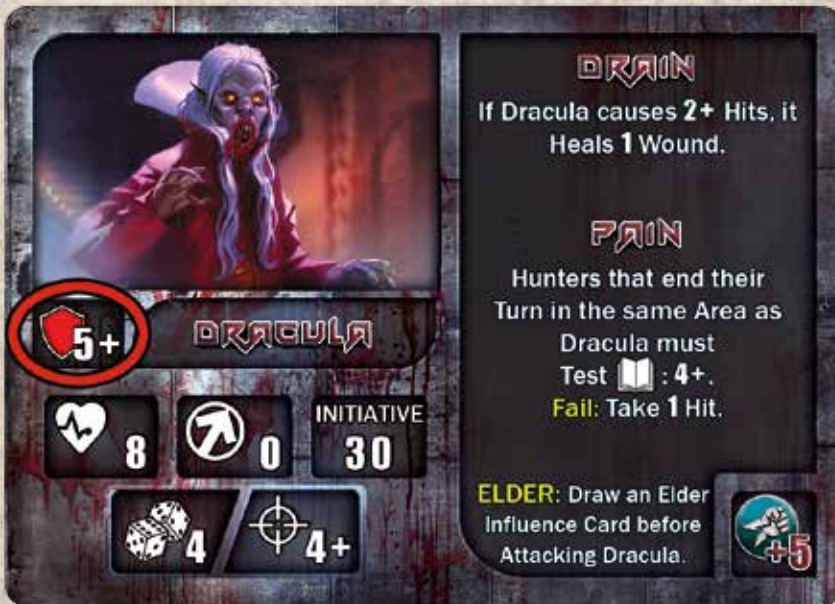 DRAIN
If Dracula causes 2+ Hits, it
Heals 1 Wound.
PAIN
Hunters that end their
Turn in the same Area as
Dracula must
Test : 4+.
Fail: Take 1 Hit.
5+
DRACULA
8
0
INITIATIVE
30
4
4+
ELDER: Draw an Elder
Influence Card before
Attacking Dracula.
+5